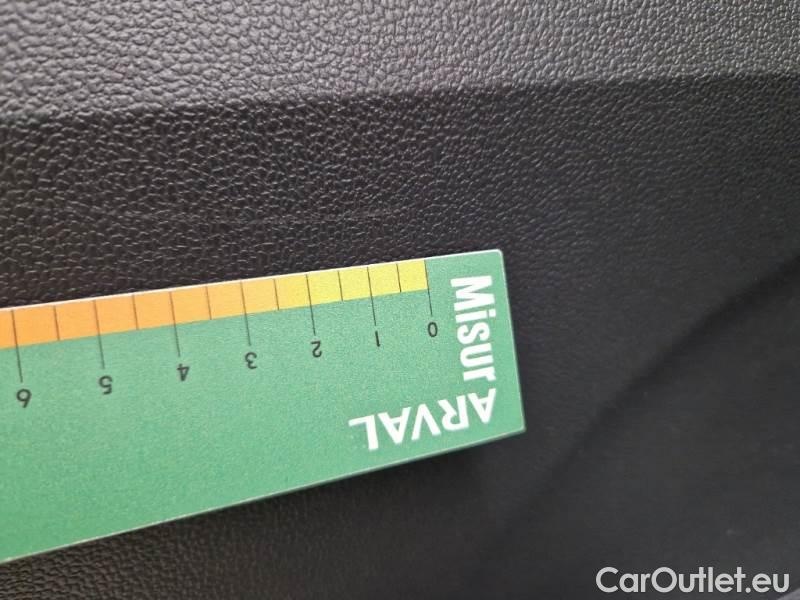 Misur
ARVAL
0 1 2 3 4 5 6
CarOutlet.eu